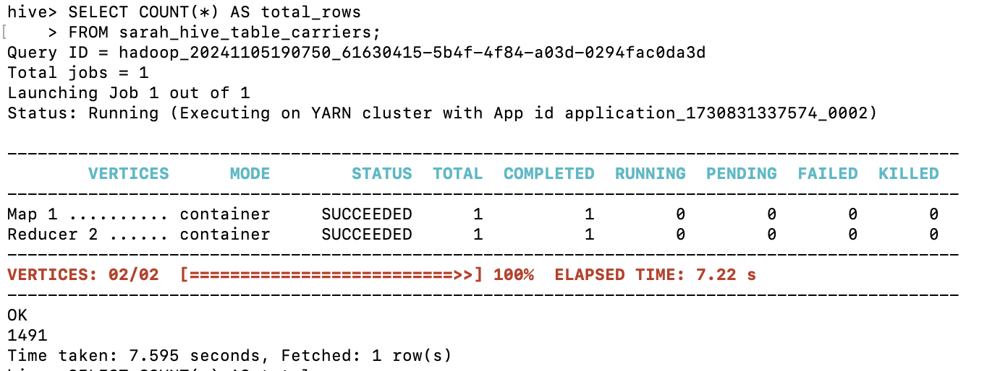 hive> SELECT COUNT(*) AS total_rows
[    > FROM sarah_hive_table_carriers;
Query ID = hadoop_20241105190750_61630415-5b4f-4f84-a03d-0294fac0da3d
Total jobs = 1
Launching Job 1 out of 1
Status: Running (Executing on YARN cluster with App id application_1730831337574_0002)
----------------------------------------------------------------------------------------------
VERTICES      MODE        STATUS  TOTAL  COMPLETED  RUNNING  PENDING  FAILED  KILLED
----------------------------------------------------------------------------------------------
Map 1 .......... container     SUCCEEDED      1          1        0        0       0       0
Reducer 2 ...... container     SUCCEEDED      1          1        0        0       0       0
----------------------------------------------------------------------------------------------
VERTICES: 02/02  [==========================>>] 100%  ELAPSED TIME: 7.22 s
----------------------------------------------------------------------------------------------
OK
1491
Time taken: 7.595 seconds, Fetched: 1 row(s)